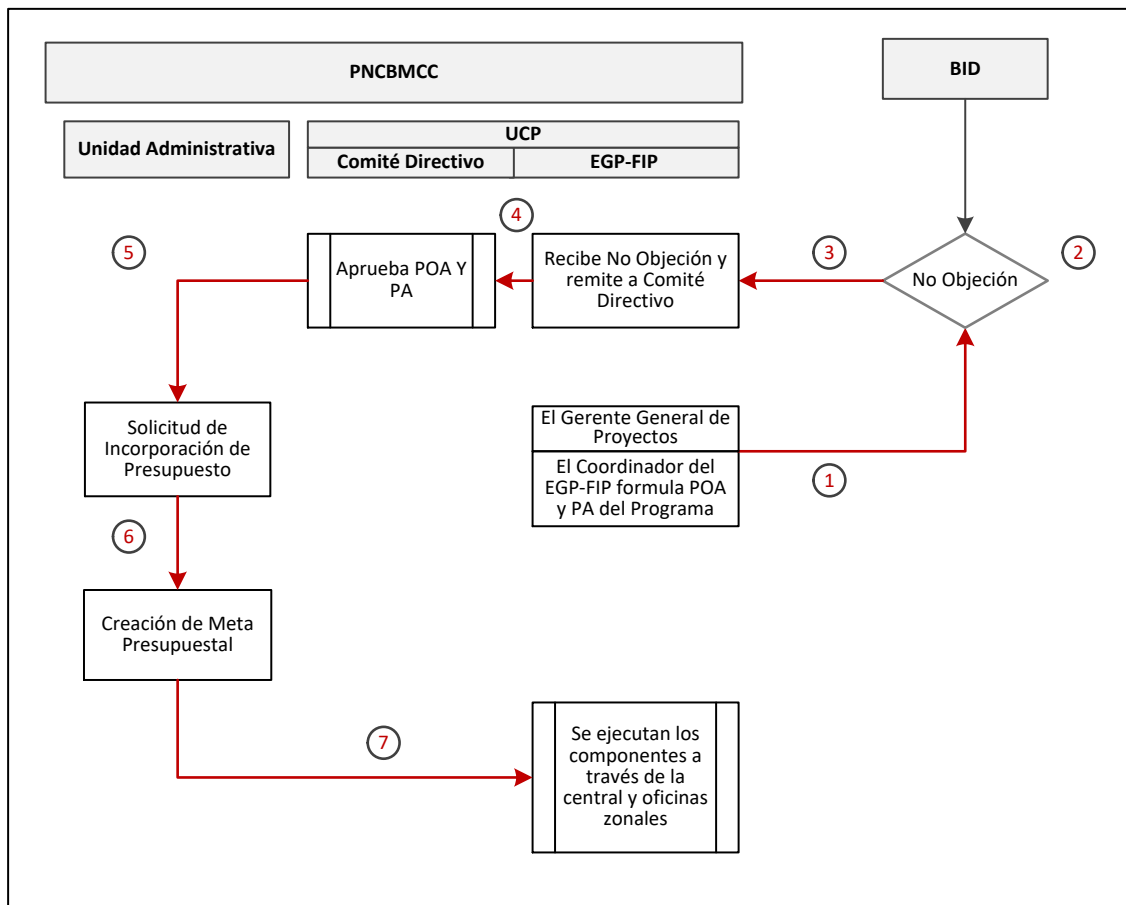 PNCBMCC
BID
Unidad Administrativa
UCP
Comité Directivo
EGP-FIP
4
5
3
2
Aprueba POA Y
PA
Recibe No Objeción y
remite a Comité
Directivo
No Objeción
Solicitud de
Incorporación de
Presupuesto
El Gerente General de
Proyectos
El Coordinador del
EGP-FIP formula POA
y PA del Programa
1
6
Creación de Meta
Presupuestal
7
Se ejecutan los
componentes a
través de la
central y oficinas
zonales